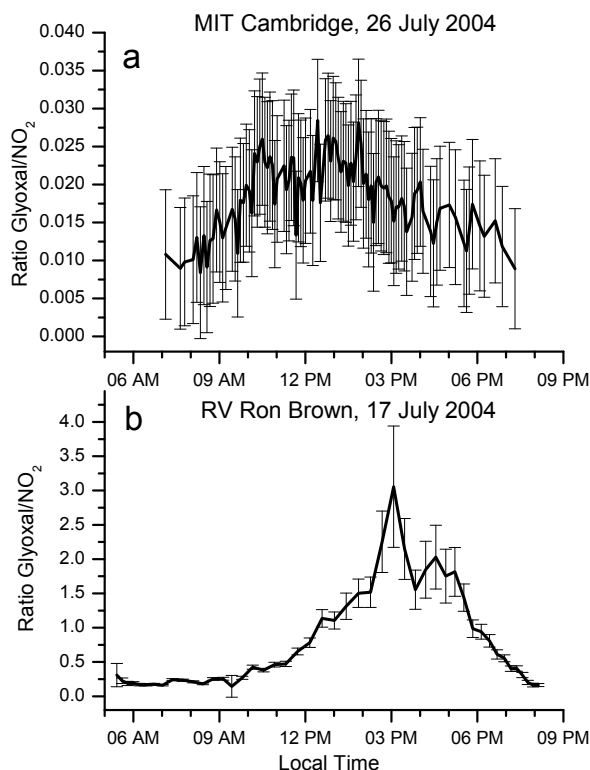 MIT Cambridge, 26 July 2004
a
Ratio Glyoxal/NO2
0.040
0.035
0.030
0.025
0.020
0.015
0.010
0.005
0.000
06 AM 09 AM 12 PM 03 PM 06 PM 09 PM
RV Ron Brown, 17 July 2004
b
Ratio Glyoxal/NO2
4.0
3.5
3.0
2.5
2.0
1.5
1.0
0.5
0.0
06 AM 09 AM 12 PM 03 PM 06 PM 09 PM
Local Time